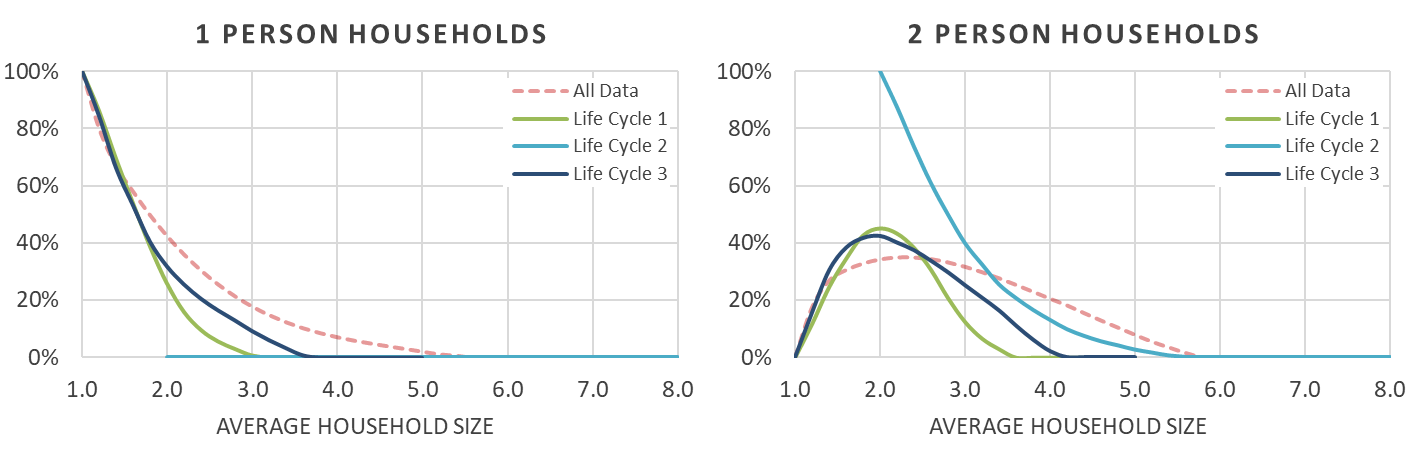 1 PERSON HOUSEHOLDS
100%
80%
60%
40%
20%
0%
All Data
Life Cycle 1
Life Cycle 2
Life Cycle 3
1.0 2.0 3.0 4.0 5.0 6.0 7.0 8.0
AVERAGE HOUSEHOLD SIZE
2 PERSON HOUSEHOLDS
100%
80%
60%
40%
20%
0%
All Data
Life Cycle 1
Life Cycle 2
Life Cycle 3
1.0 2.0 3.0 4.0 5.0 6.0 7.0 8.0
AVERAGE HOUSEHOLD SIZE